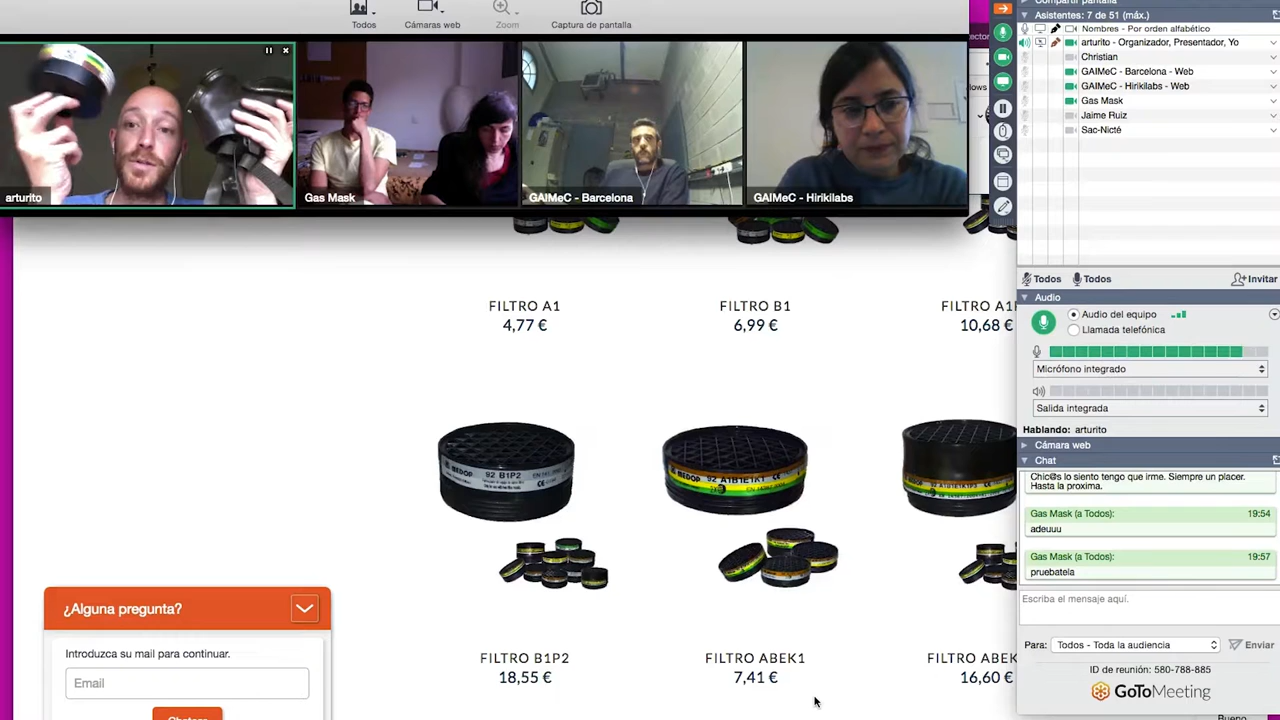 Todos
Cámaras web
Zoom
Captura de pantalla
arturito
Gas Mask
GAIMeC - Barcelona
GAIMeC - Hirikilabs
FILTRO A1
4,77 €
FILTRO B1
6,99 €
10,68 €
92 B1P2
92 A1B1E1K1
FILTRO B1P2
18,55 €
FILTRO ABEK1
7,41 €
16,60 €
¿Alguna pregunta?
Introduzca su mail para continuar.
Email
Compartir pantalla
Asistentes: 7 de 51 (máx.)
Nombres - Por orden alfabético
arturito - Organizador, Presentador, Yo
Christian
GAIMeC - Barcelona - Web
GAIMeC - Hirikilabs - Web
Gas Mask
Jaime Ruiz
Sac-Nicté
Todos
Todos
Invitar
Audio
Audio del equipo
Llamada telefónica
Micrófono integrado
Salida integrada
Hablando: arturito
Cámara web
Chat
Chic@s lo siento tengo que irme. Siempre un placer.
Hasta la proxima.
Gas Mask (a Todos): 19:54
adeuuu
Gas Mask (a Todos): 19:57
pruebatela
Escriba el mensaje aquí.
Para: Todos - Toda la audiencia
Enviar
ID de reunión: 580-788-885
GoToMeeting
Bueno